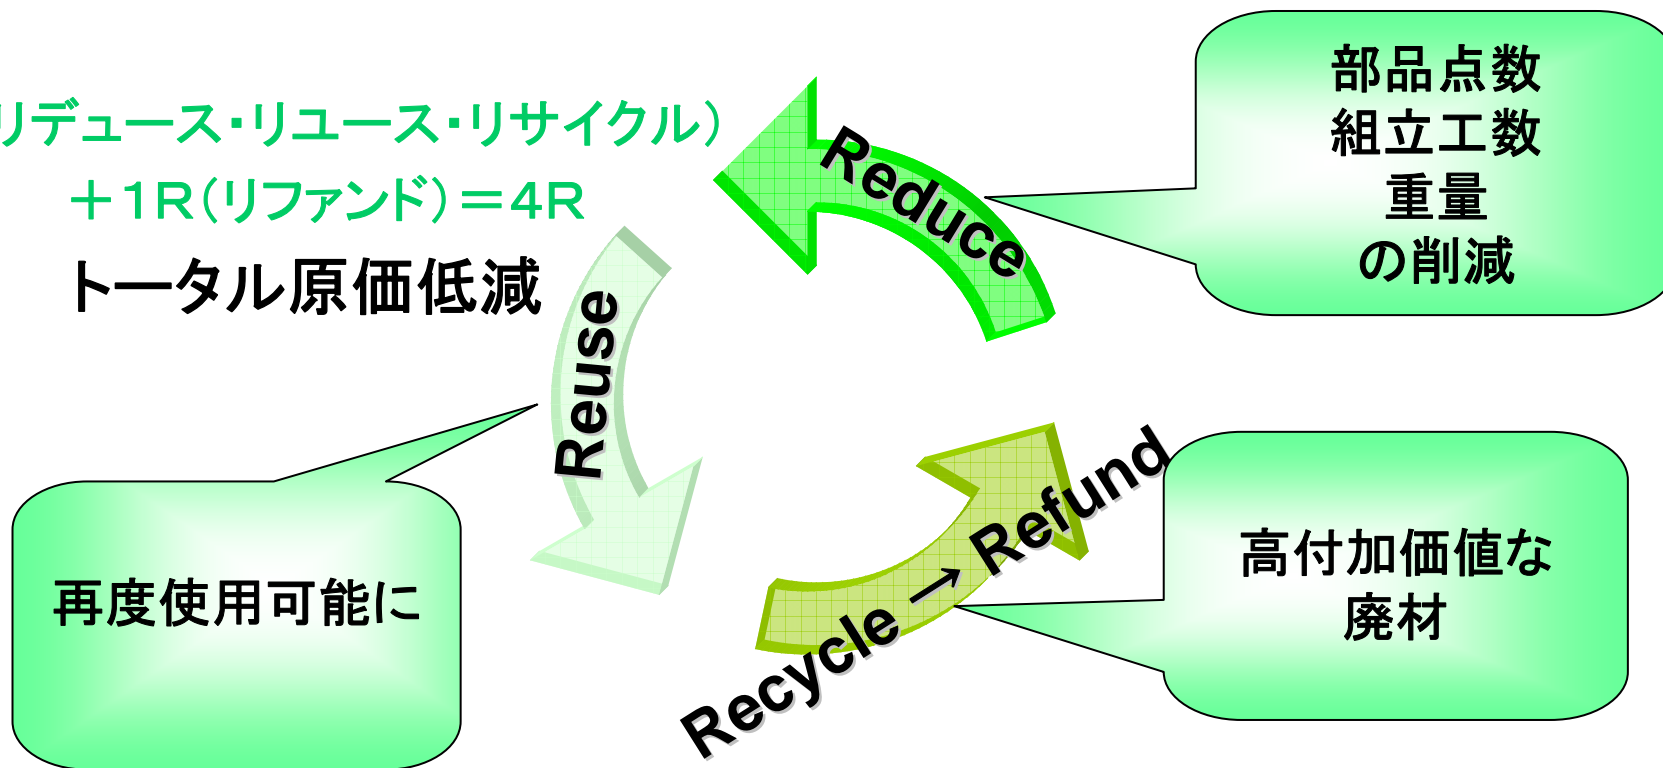 リデュース・リユース・リサイクル）
＋１Ｒ（リファンド）＝４Ｒ
トータル原価低減
Reduce
部品点数
組立工数
重量
の削減
Reuse
再度使用可能に
Recycle → Refund
高付加価値な
廃材